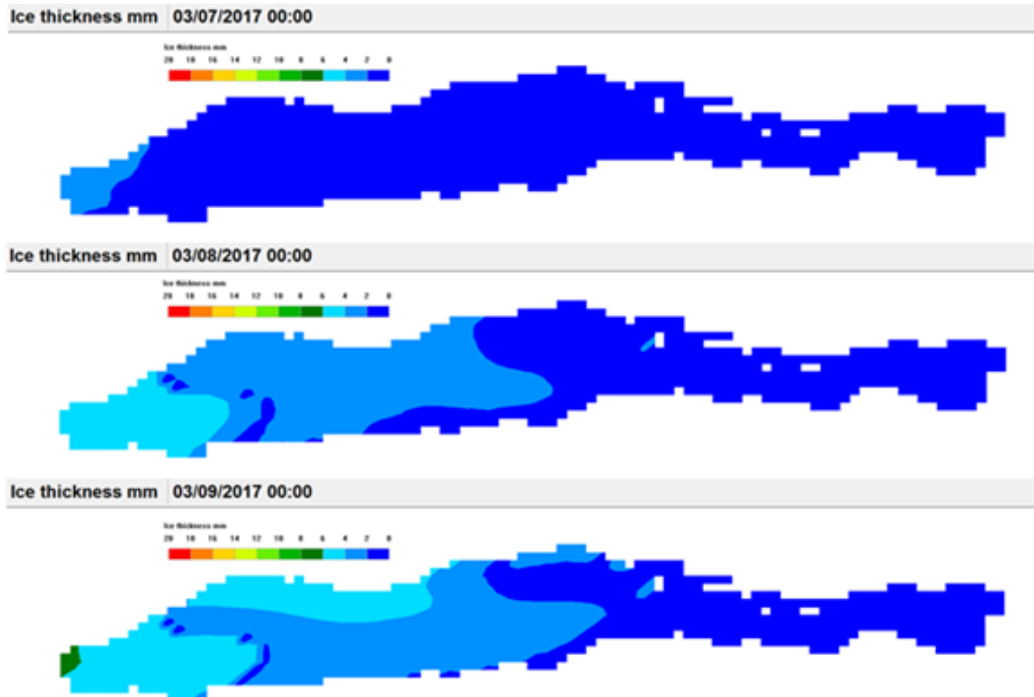 Ice thickness mm 03/07/2017 00:00
Ice thickness mm
20 18 16 14 12 10 8 6 4 2 0
Ice thickness mm 03/08/2017 00:00
Ice thickness mm
20 18 16 14 12 10 8 6 4 2 0
Ice thickness mm 03/09/2017 00:00
Ice thickness mm
20 18 16 14 12 10 8 6 4 2 0